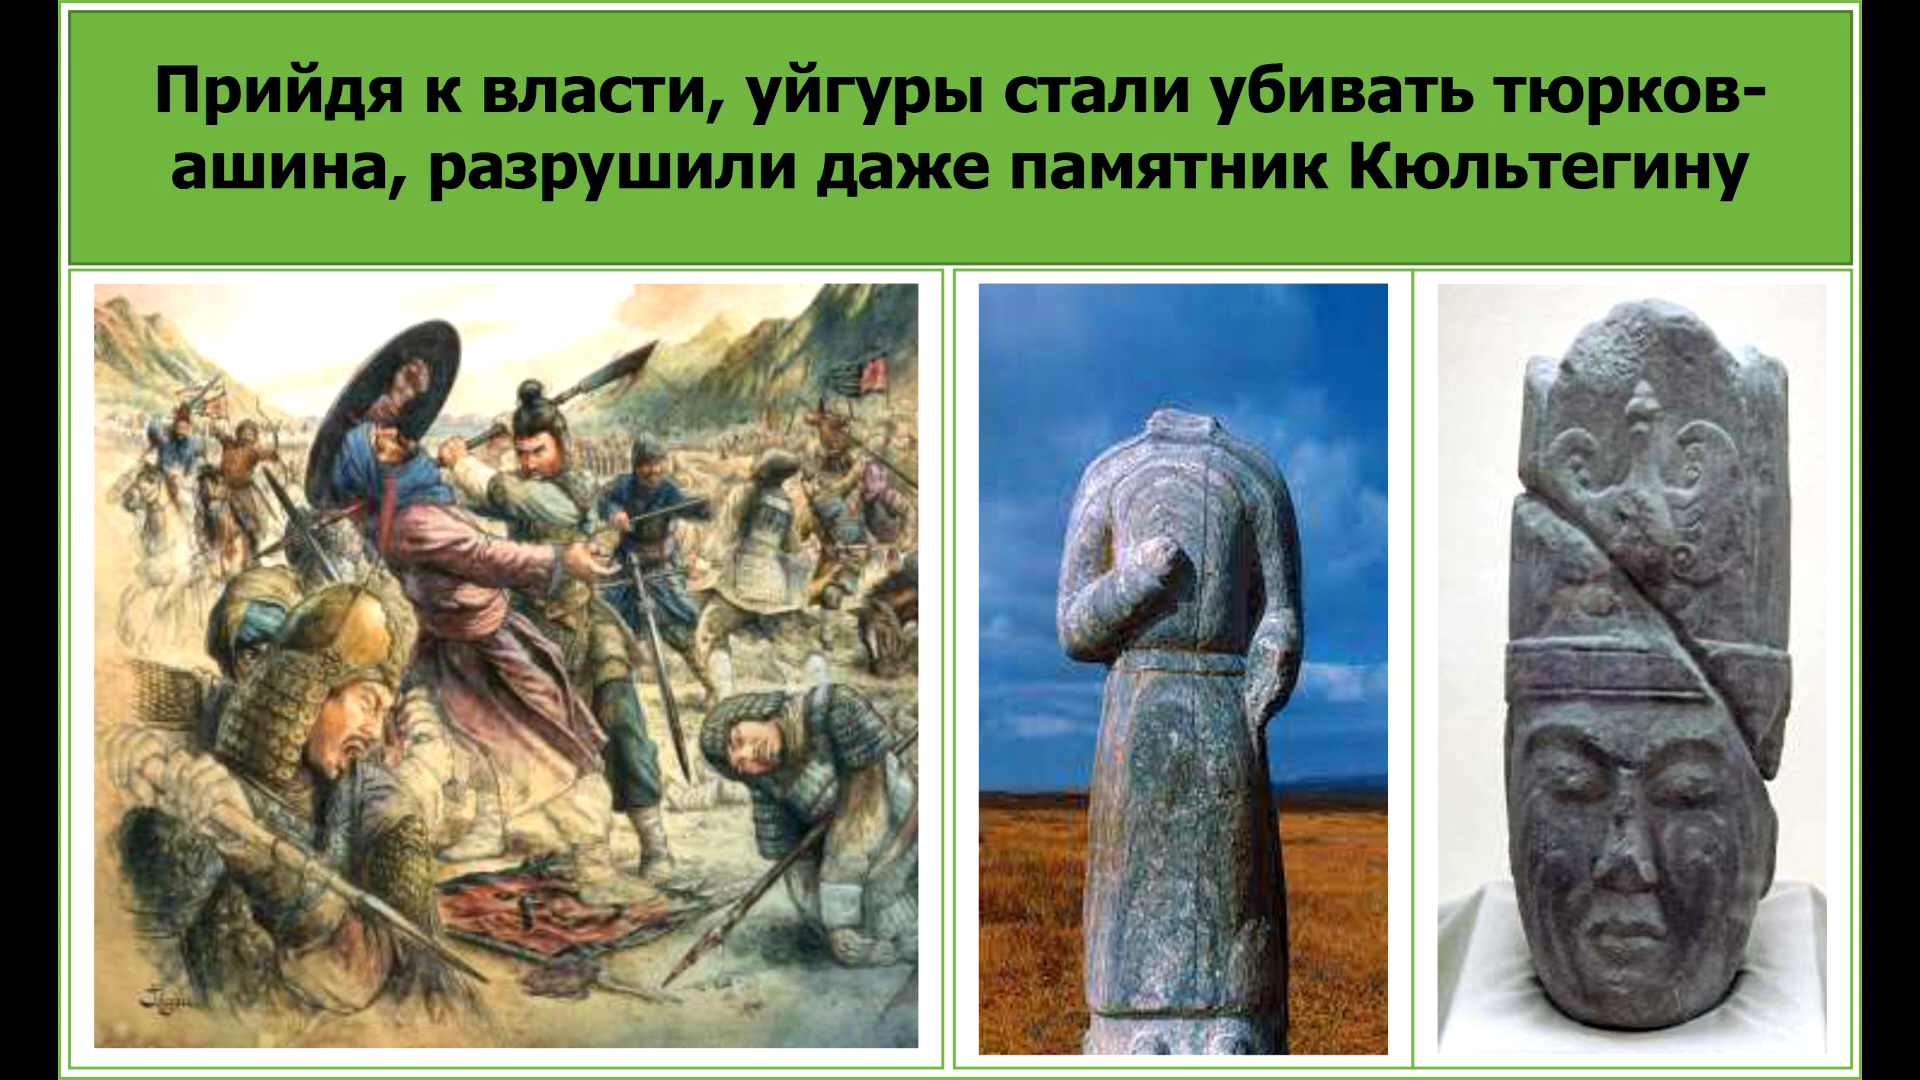 Прийдя к власти, уйгуры стали убивать тюрков-
ашина, разрушили даже памятник Кюльтегину